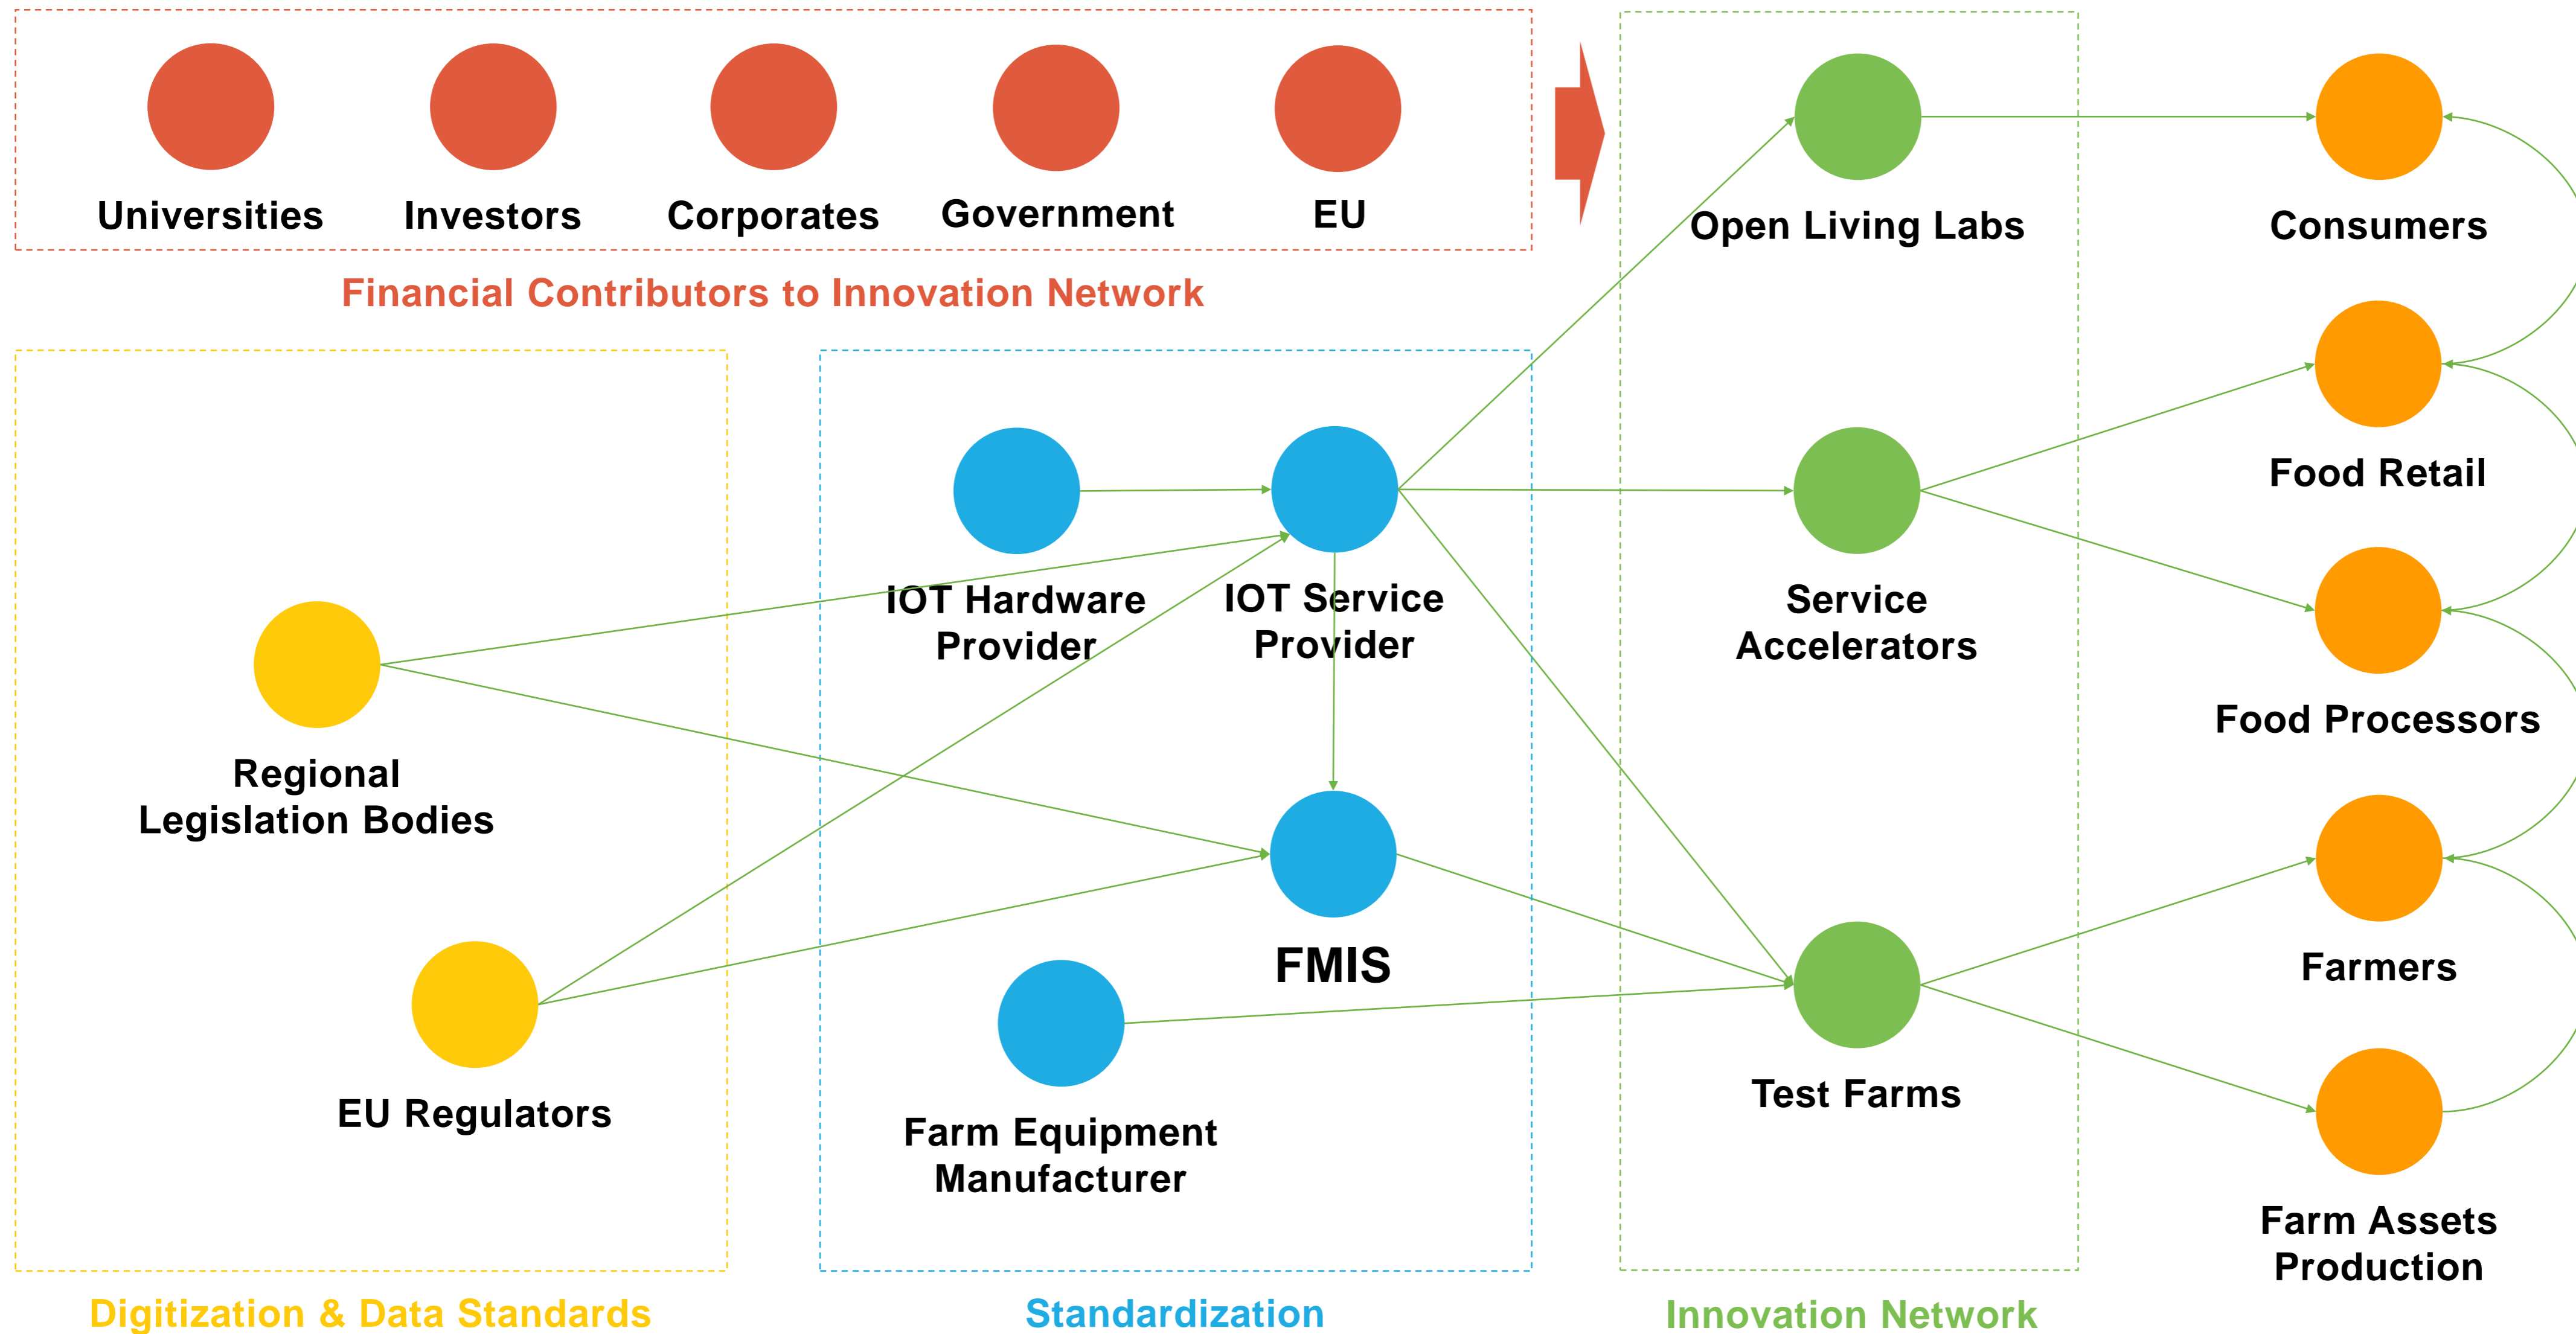 Universities
Investors
Corporates
Government
EU
Financial Contributors to Innovation Network
Open Living Labs
Consumers
Food Retail
IOT Hardware
Provider
IOT Service
Provider
Service
Accelerators
Food Processors
Regional
Legislation Bodies
FMIS
Farmers
EU Regulators
Farm Equipment
Manufacturer
Test Farms
Farm Assets
Production
Digitization & Data Standards
Standardization
Innovation Network